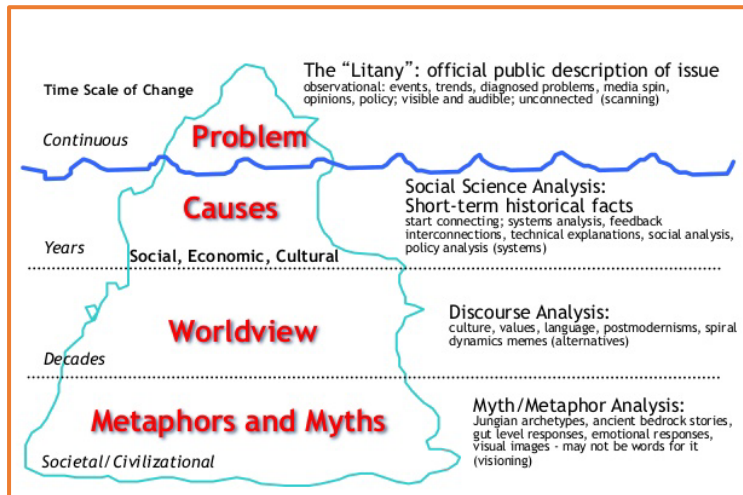 The “Litany”: official public description of issue
observational: events, trends, diagnosed problems, media spin,
opinions, policy; visible and audible; unconnected (scanning)
Time Scale of Change
Continuous
Problem
Social Science Analysis:
Short-term historical facts
start connecting; systems analysis, feedback
interconnections, technical explanations, social analysis,
policy analysis (systems)
Causes
Years
Social, Economic, Cultural
Discourse Analysis:
culture, values, language, postmodernisms, spiral
dynamics memes (alternatives)
Worldview
Decades
Myth/Metaphor Analysis:
Jungian archetypes, ancient bedrock stories,
gut level responses, emotional responses,
visual images - may not be words for it
(visioning)
Metaphors and Myths
Societal/Civilizational